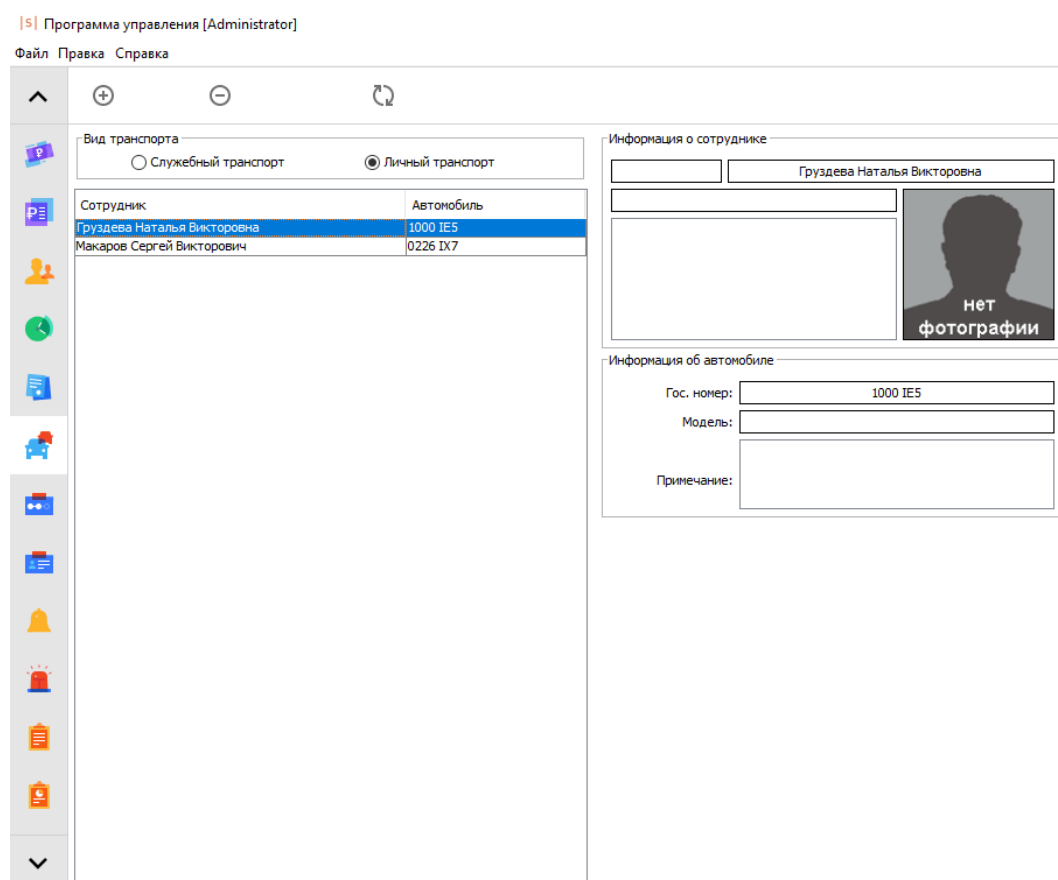 |S| Программа управления [Administrator]
Файл Правка Справка
Вид транспорта
Служебный транспорт Личный транспорт
Сотрудник Автомобиль
Груздева Наталья Викторовна 1000 IE5
Макаров Сергей Викторович 0226 IX7
Информация о сотруднике
Груздева Наталья Викторовна
нет
фотографии
Информация об автомобиле
Гос. номер: 1000 IE5
Модель:
Примечание: